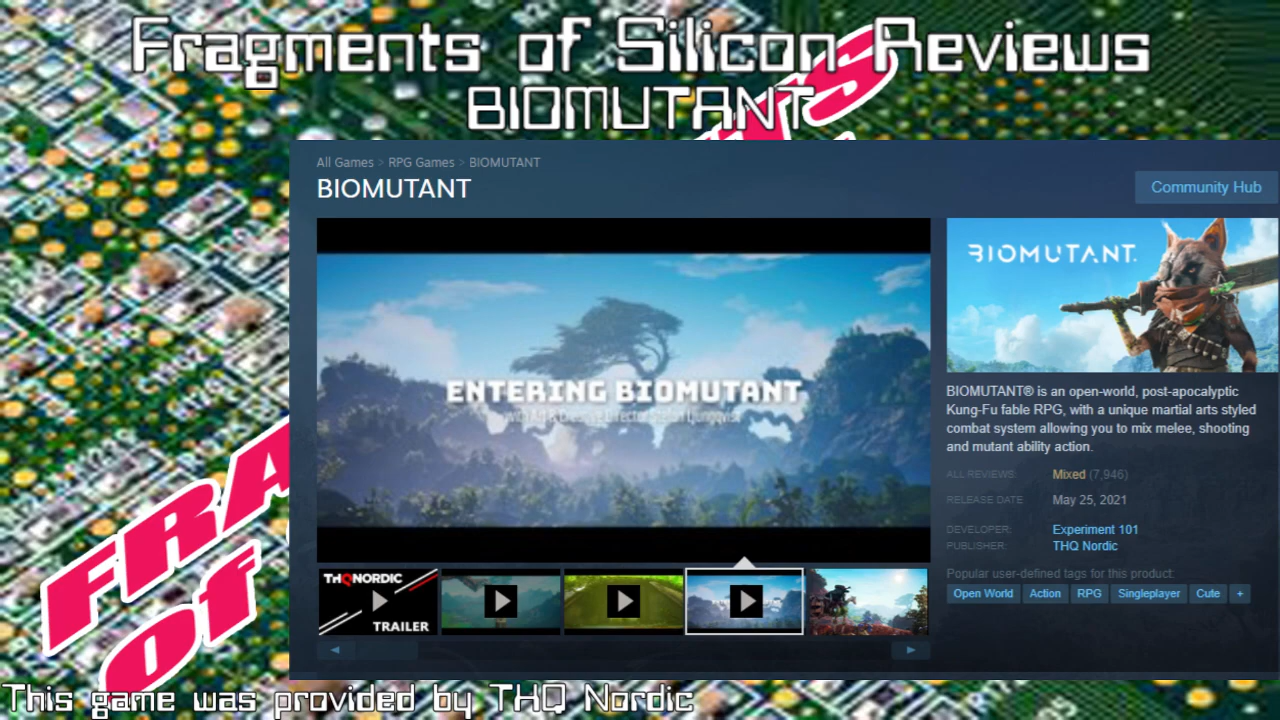 Fragments of Silicon Reviews
BIOMUTANT
All Games > RPG Games > BIOMUTANT
BIOMUTANT
Community Hub
BIOMUTANT.
ENTERING BIOMUTANT
BIOMUTANT® is an open-world, post-apocalyptic
Kung-Fu fable RPG, with a unique martial arts styled
combat system allowing you to mix melee, shooting
and mutant ability action.
ALL REVIEWS: Mixed (7,946)
RELEASE DATE: May 25, 2021
DEVELOPER: Experiment 101
PUBLISHER: THQ Nordic
Popular user-defined tags for this product:
Open World Action RPG Singleplayer Cute +
THQNORDIC
TRAILER
FRA
Of
This game was provided by THQ Nordic